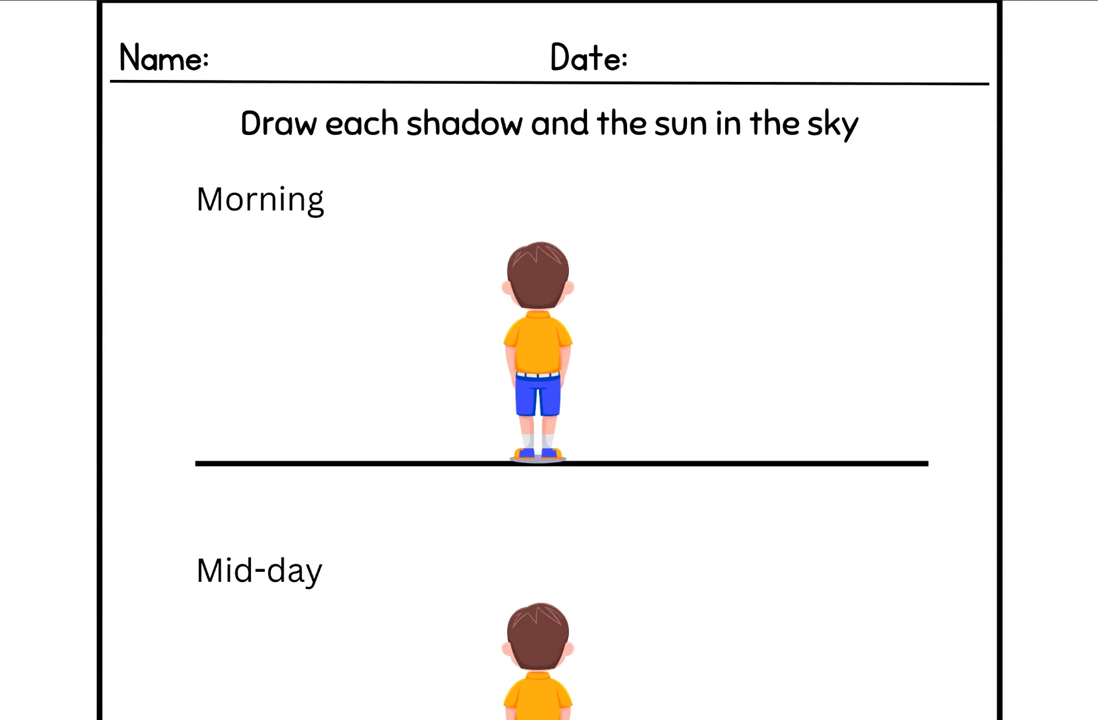 Name: Date:
Draw each shadow and the sun in the sky
Morning
Mid-day